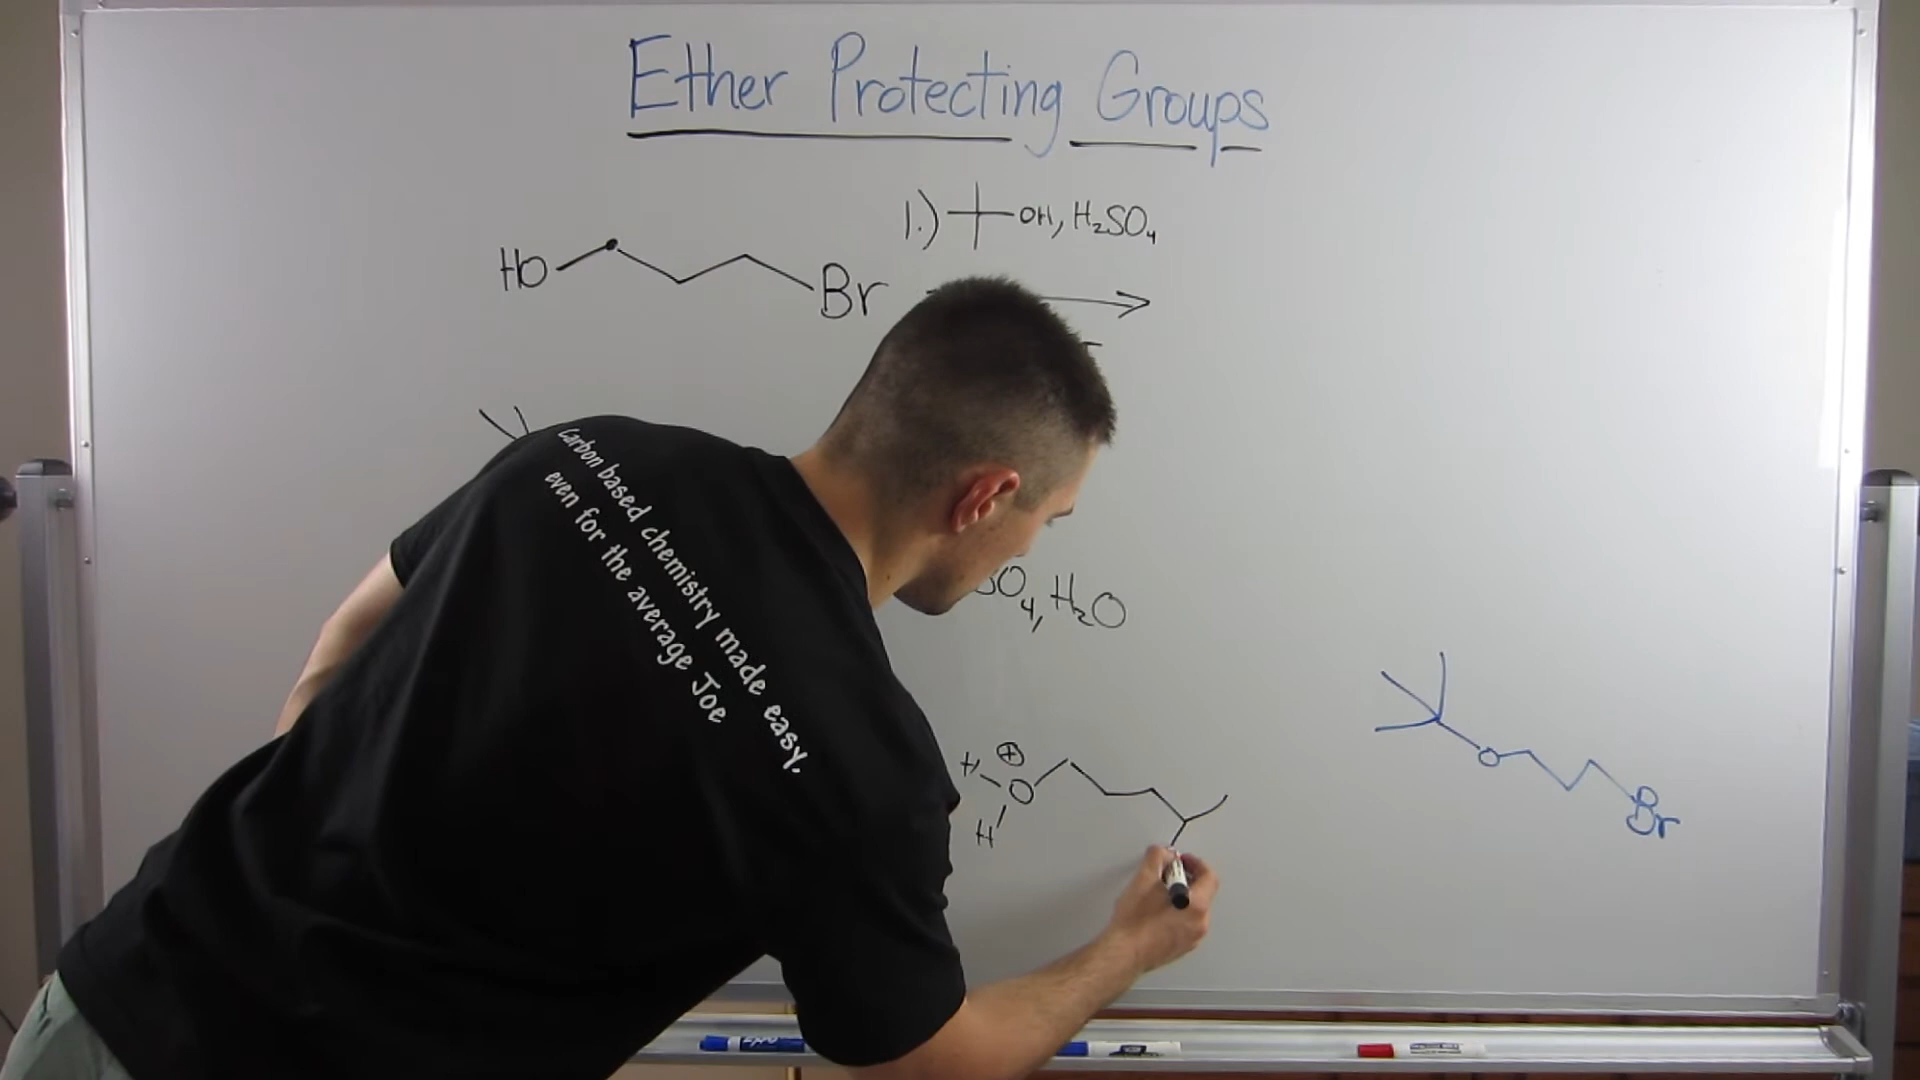 Ether Protecting Groups
1.) OH, H₂SO₄
HO Br
SO₄, H₂O
H ⊕
O
H
O
Br
Carbon based chemistry made easy.
even for the average Joe
EXPO